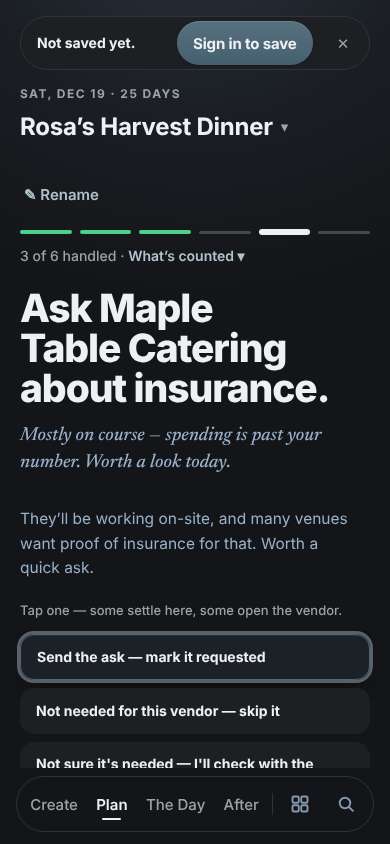 Not saved yet.
Sign in to save
×
SAT, DEC 19 · 25 DAYS
Rosa’s Harvest Dinner ▾
✎ Rename
3 of 6 handled · What’s counted ▾
Ask Maple
Table Catering
about insurance.
Mostly on course – spending is past your
number. Worth a look today.
They’ll be working on-site, and many venues
want proof of insurance for that. Worth a
quick ask.
Tap one — some settle here, some open the vendor.
Send the ask — mark it requested
Not needed for this vendor — skip it
Not sure it's needed — I'll check with the
Create
Plan
The Day
After